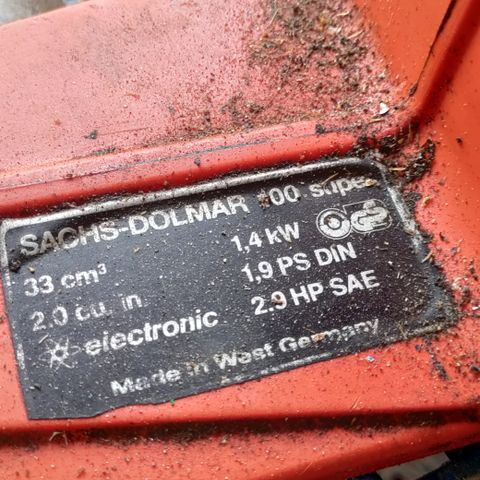 SACHS-DOLMAR 100 super
33 cm³ 1,4 kW
2.0 cu. in. 1,9 PS DIN
electronic 2.3 HP SAE
Made in West Germany